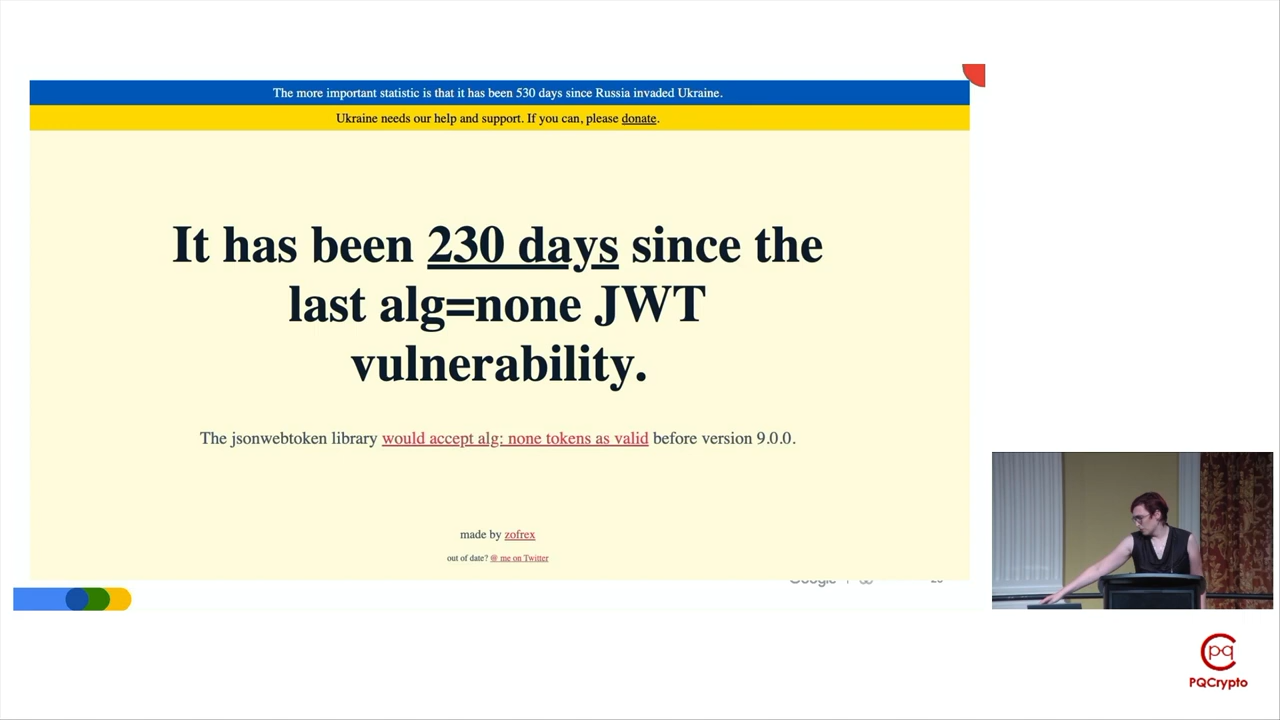 The more important statistic is that it has been 530 days since Russia invaded Ukraine.
Ukraine needs our help and support. If you can, please donate.
It has been 230 days since the
last alg=none JWT
vulnerability.
The jsonwebtoken library would accept alg: none tokens as valid before version 9.0.0.
made by zofrex
out of date? @ me on Twitter
Google
pq
PQCrypto